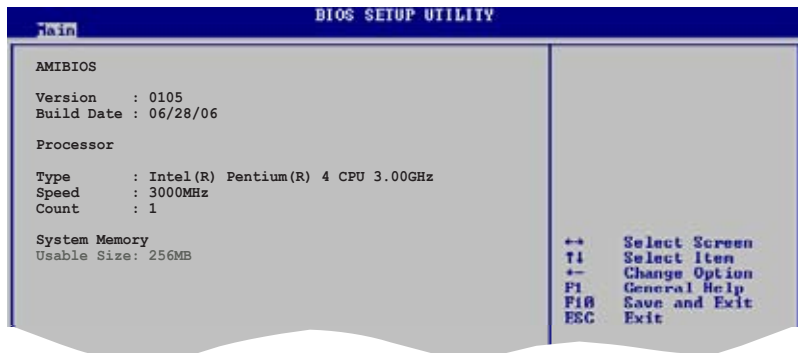 BIOS SETUP UTILITY
Main
AMIBIOS
Version : 0105
Build Date : 06/28/06
Processor
Type : Intel(R) Pentium(R) 4 CPU 3.00GHz
Speed : 3000MHz
Count : 1
System Memory
Usable Size: 256MB
↔ Select Screen
↑↓ Select Item
+- Change Option
F1 General Help
F10 Save and Exit
ESC Exit